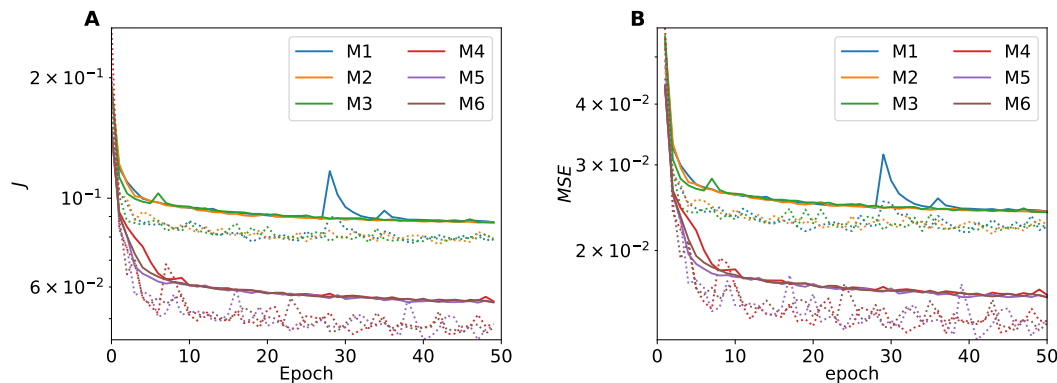 A
J
2 × 10⁻¹
10⁻¹
6 × 10⁻²
M1 M4
M2 M5
M3 M6
0 10 20 30 40 50
Epoch
B
MSE
4 × 10⁻²
3 × 10⁻²
2 × 10⁻²
M1 M4
M2 M5
M3 M6
0 10 20 30 40 50
epoch